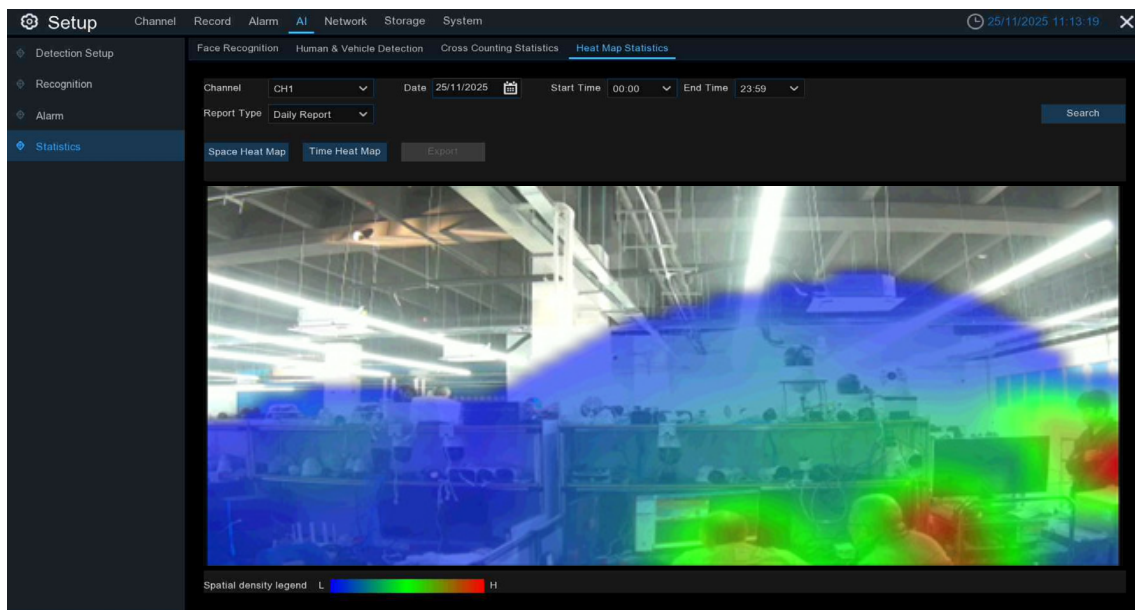 Setup Channel Record Alarm AI Network Storage System 25/11/2025 11:13:19
Detection Setup
Recognition
Alarm
Statistics
Face Recognition Human & Vehicle Detection Cross Counting Statistics Heat Map Statistics
Channel CH1 Date 25/11/2025 Start Time 00:00 End Time 23:59
Report Type Daily Report Search
Space Heat Map Time Heat Map Export
Spatial density legend L H